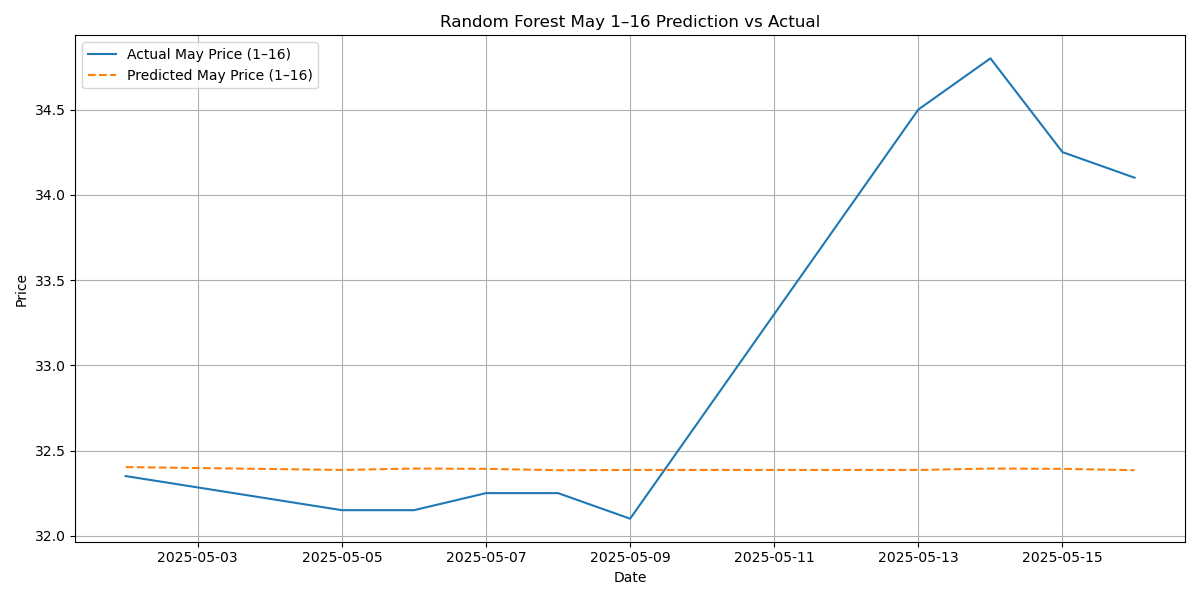 Random Forest May 1–16 Prediction vs Actual
Actual May Price (1–16)
Predicted May Price (1–16)
34.5
34.0
33.5
33.0
32.5
32.0
Price
2025-05-03
2025-05-05
2025-05-07
2025-05-09
2025-05-11
2025-05-13
2025-05-15
Date